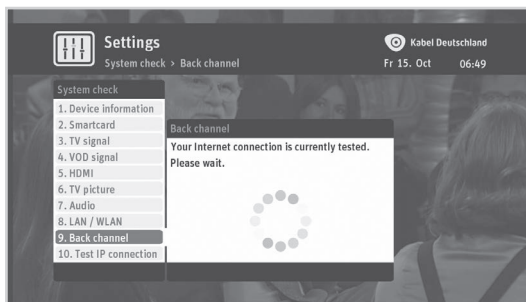 Settings
System check > Back channel
Kabel Deutschland
Fr 15. Oct 06:49
System check
1. Device information
2. Smartcard
3. TV signal
4. VOD signal
5. HDMI
6. TV picture
7. Audio
8. LAN / WLAN
9. Back channel
10. Test IP connection
Back channel
Your Internet connection is currently tested.
Please wait.